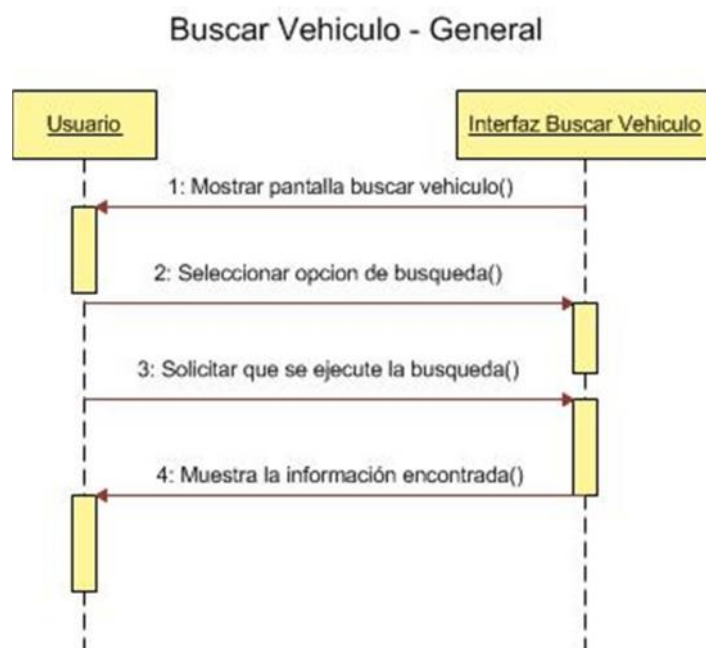 Buscar Vehiculo - General
Usuario
Interfaz Buscar Vehiculo
1: Mostrar pantalla buscar vehiculo()
2: Seleccionar opcion de busqueda()
3: Solicitar que se ejecute la busqueda()
4: Muestra la información encontrada()